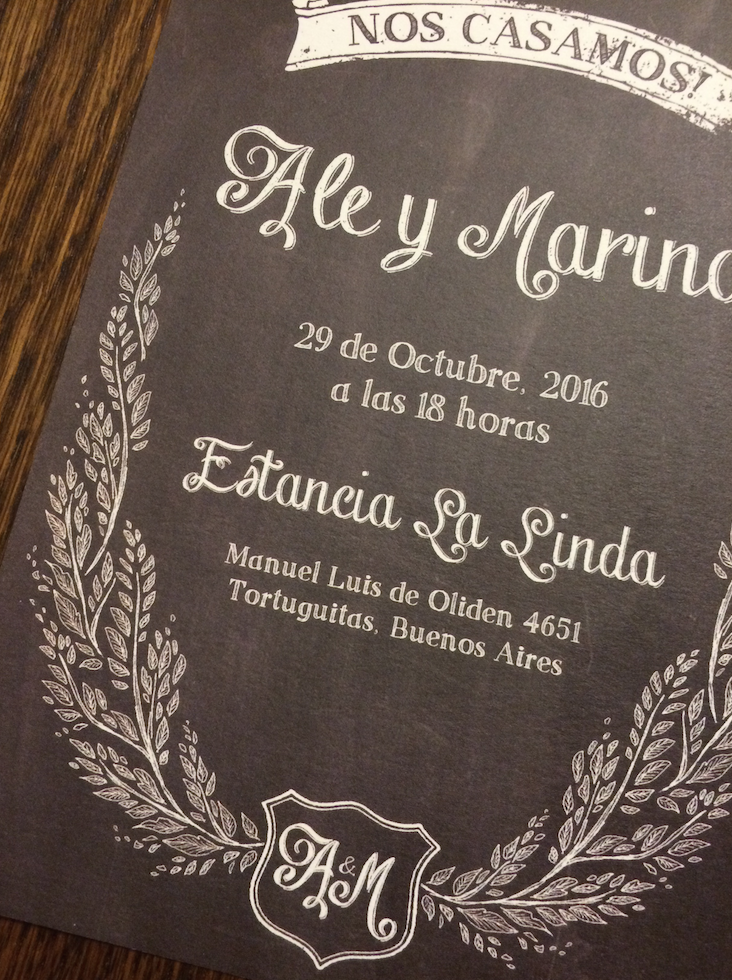 NOS CASAMOS!
Ale y Marina
29 de Octubre, 2016
a las 18 horas
Estancia La Linda
Manuel Luis de Oliden 4651
Tortuguitas, Buenos Aires
A&M